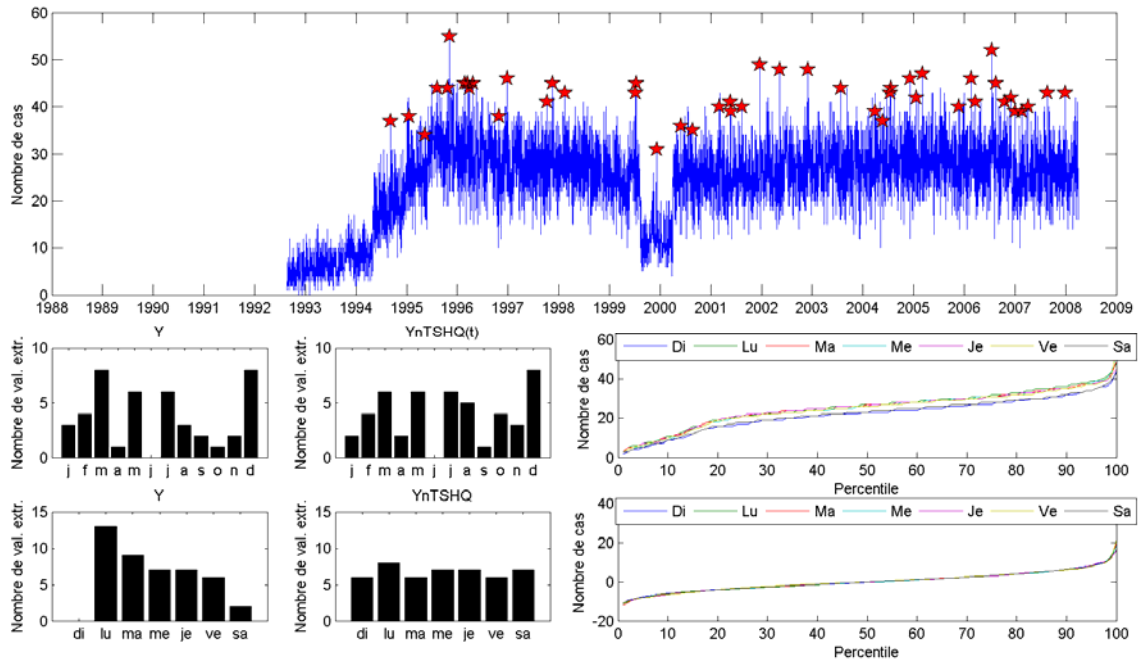 60
50
40
30
20
10
0
Nombre de cas
1988 1989 1990 1991 1992 1993 1994 1995 1996 1997 1998 1999 2000 2001 2002 2003 2004 2005 2006 2007 2008 2009
Y
10
5
0
Nombre de val. extr.
j f m a m j j a s o n d
YnTSHQ(t)
10
5
0
Nombre de val. extr.
j f m a m j j a s o n d
60
40
20
0
Nombre de cas
Di Lu Ma Me Je Ve Sa
0 10 20 30 40 50 60 70 80 90 100
Percentile
Y
15
10
5
0
Nombre de val. extr.
di lu ma me je ve sa
YnTSHQ
15
10
5
0
Nombre de val. extr.
di lu ma me je ve sa
40
20
0
-20
Nombre de cas
Di Lu Ma Me Je Ve Sa
0 10 20 30 40 50 60 70 80 90 100
Percentile